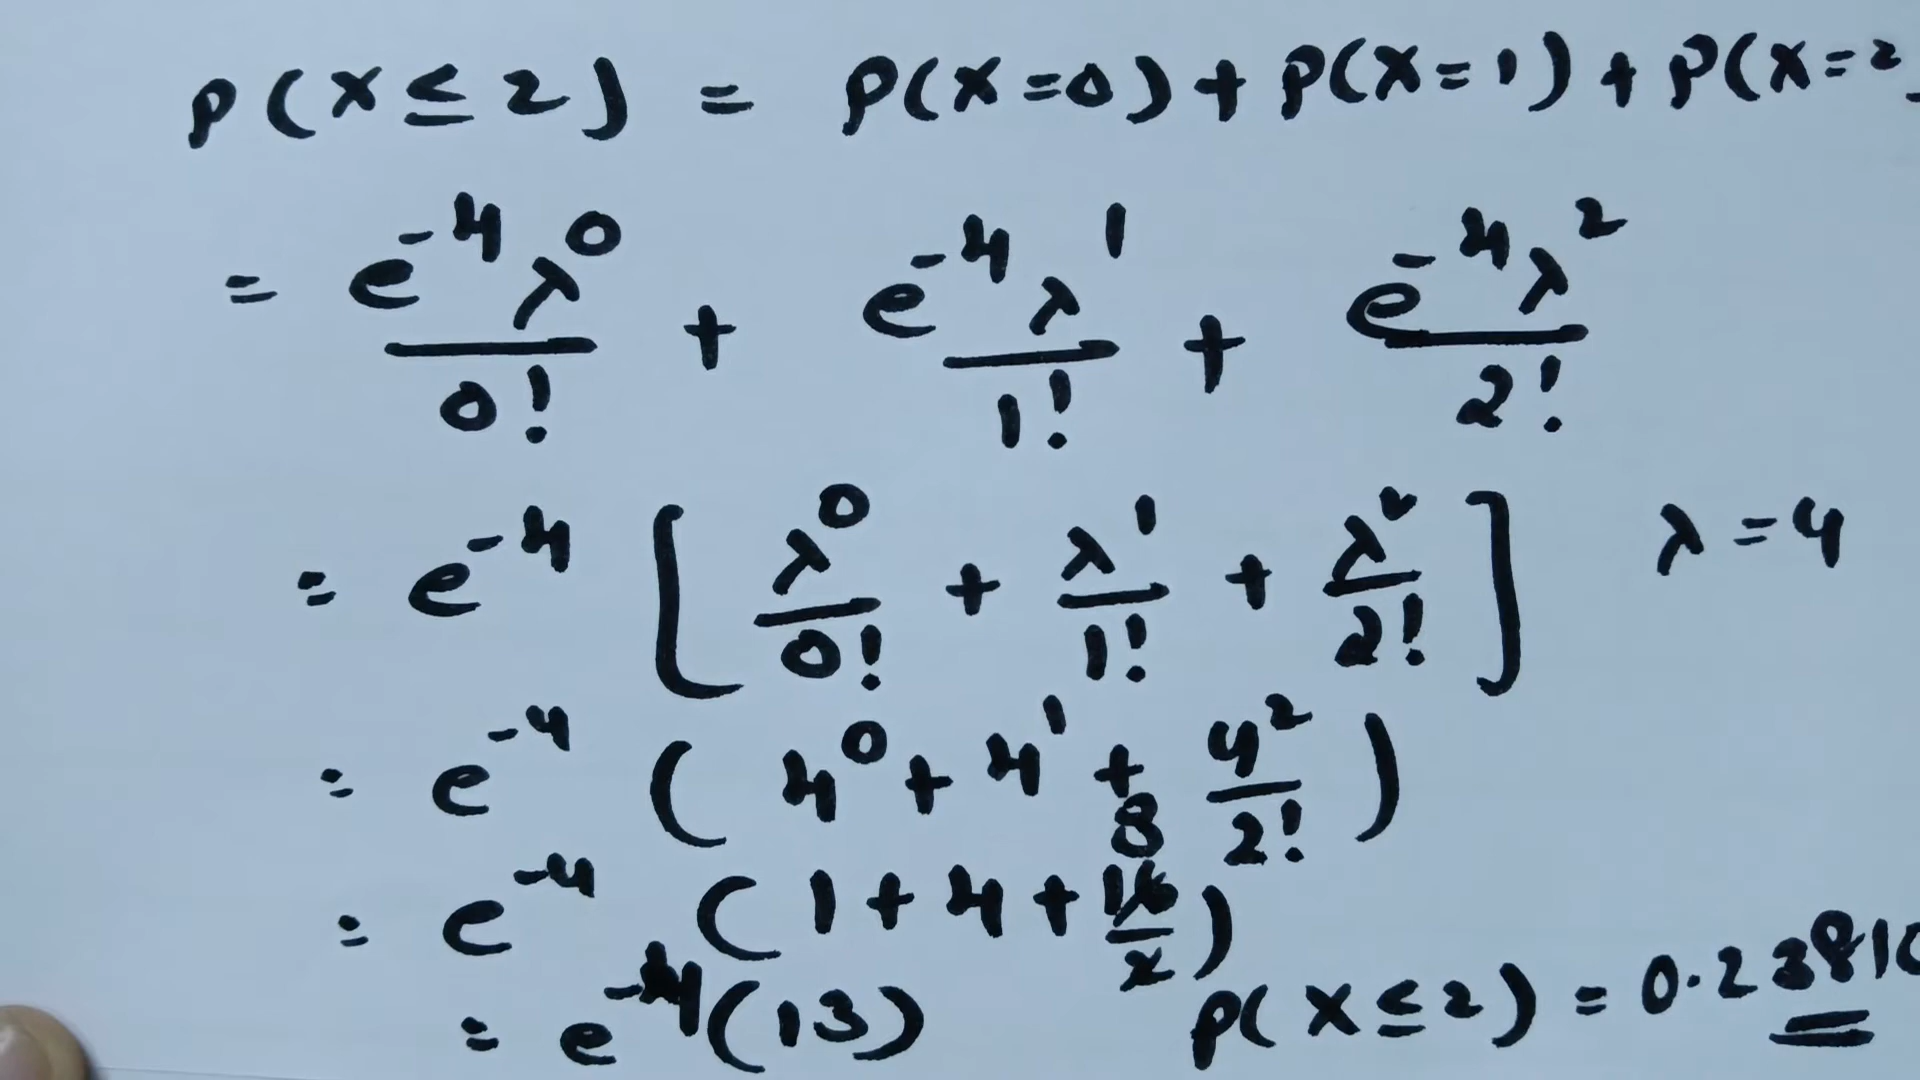 P(X≤2) = P(X=0) + P(X=1) + P(X=2
= e^-4 λ^0 / 0! + e^-4 λ^1 / 1! + e^-4 λ^2 / 2!
= e^-4 [ λ^0 / 0! + λ^1 / 1! + λ^2 / 2! ] λ = 4
= e^-4 ( 4^0 + 4^1 + 4^2 / 2! )
8
= e^-4 ( 1 + 4 + 16 / 2 )
= e^-4 (13) P(X≤2) = 0.23810